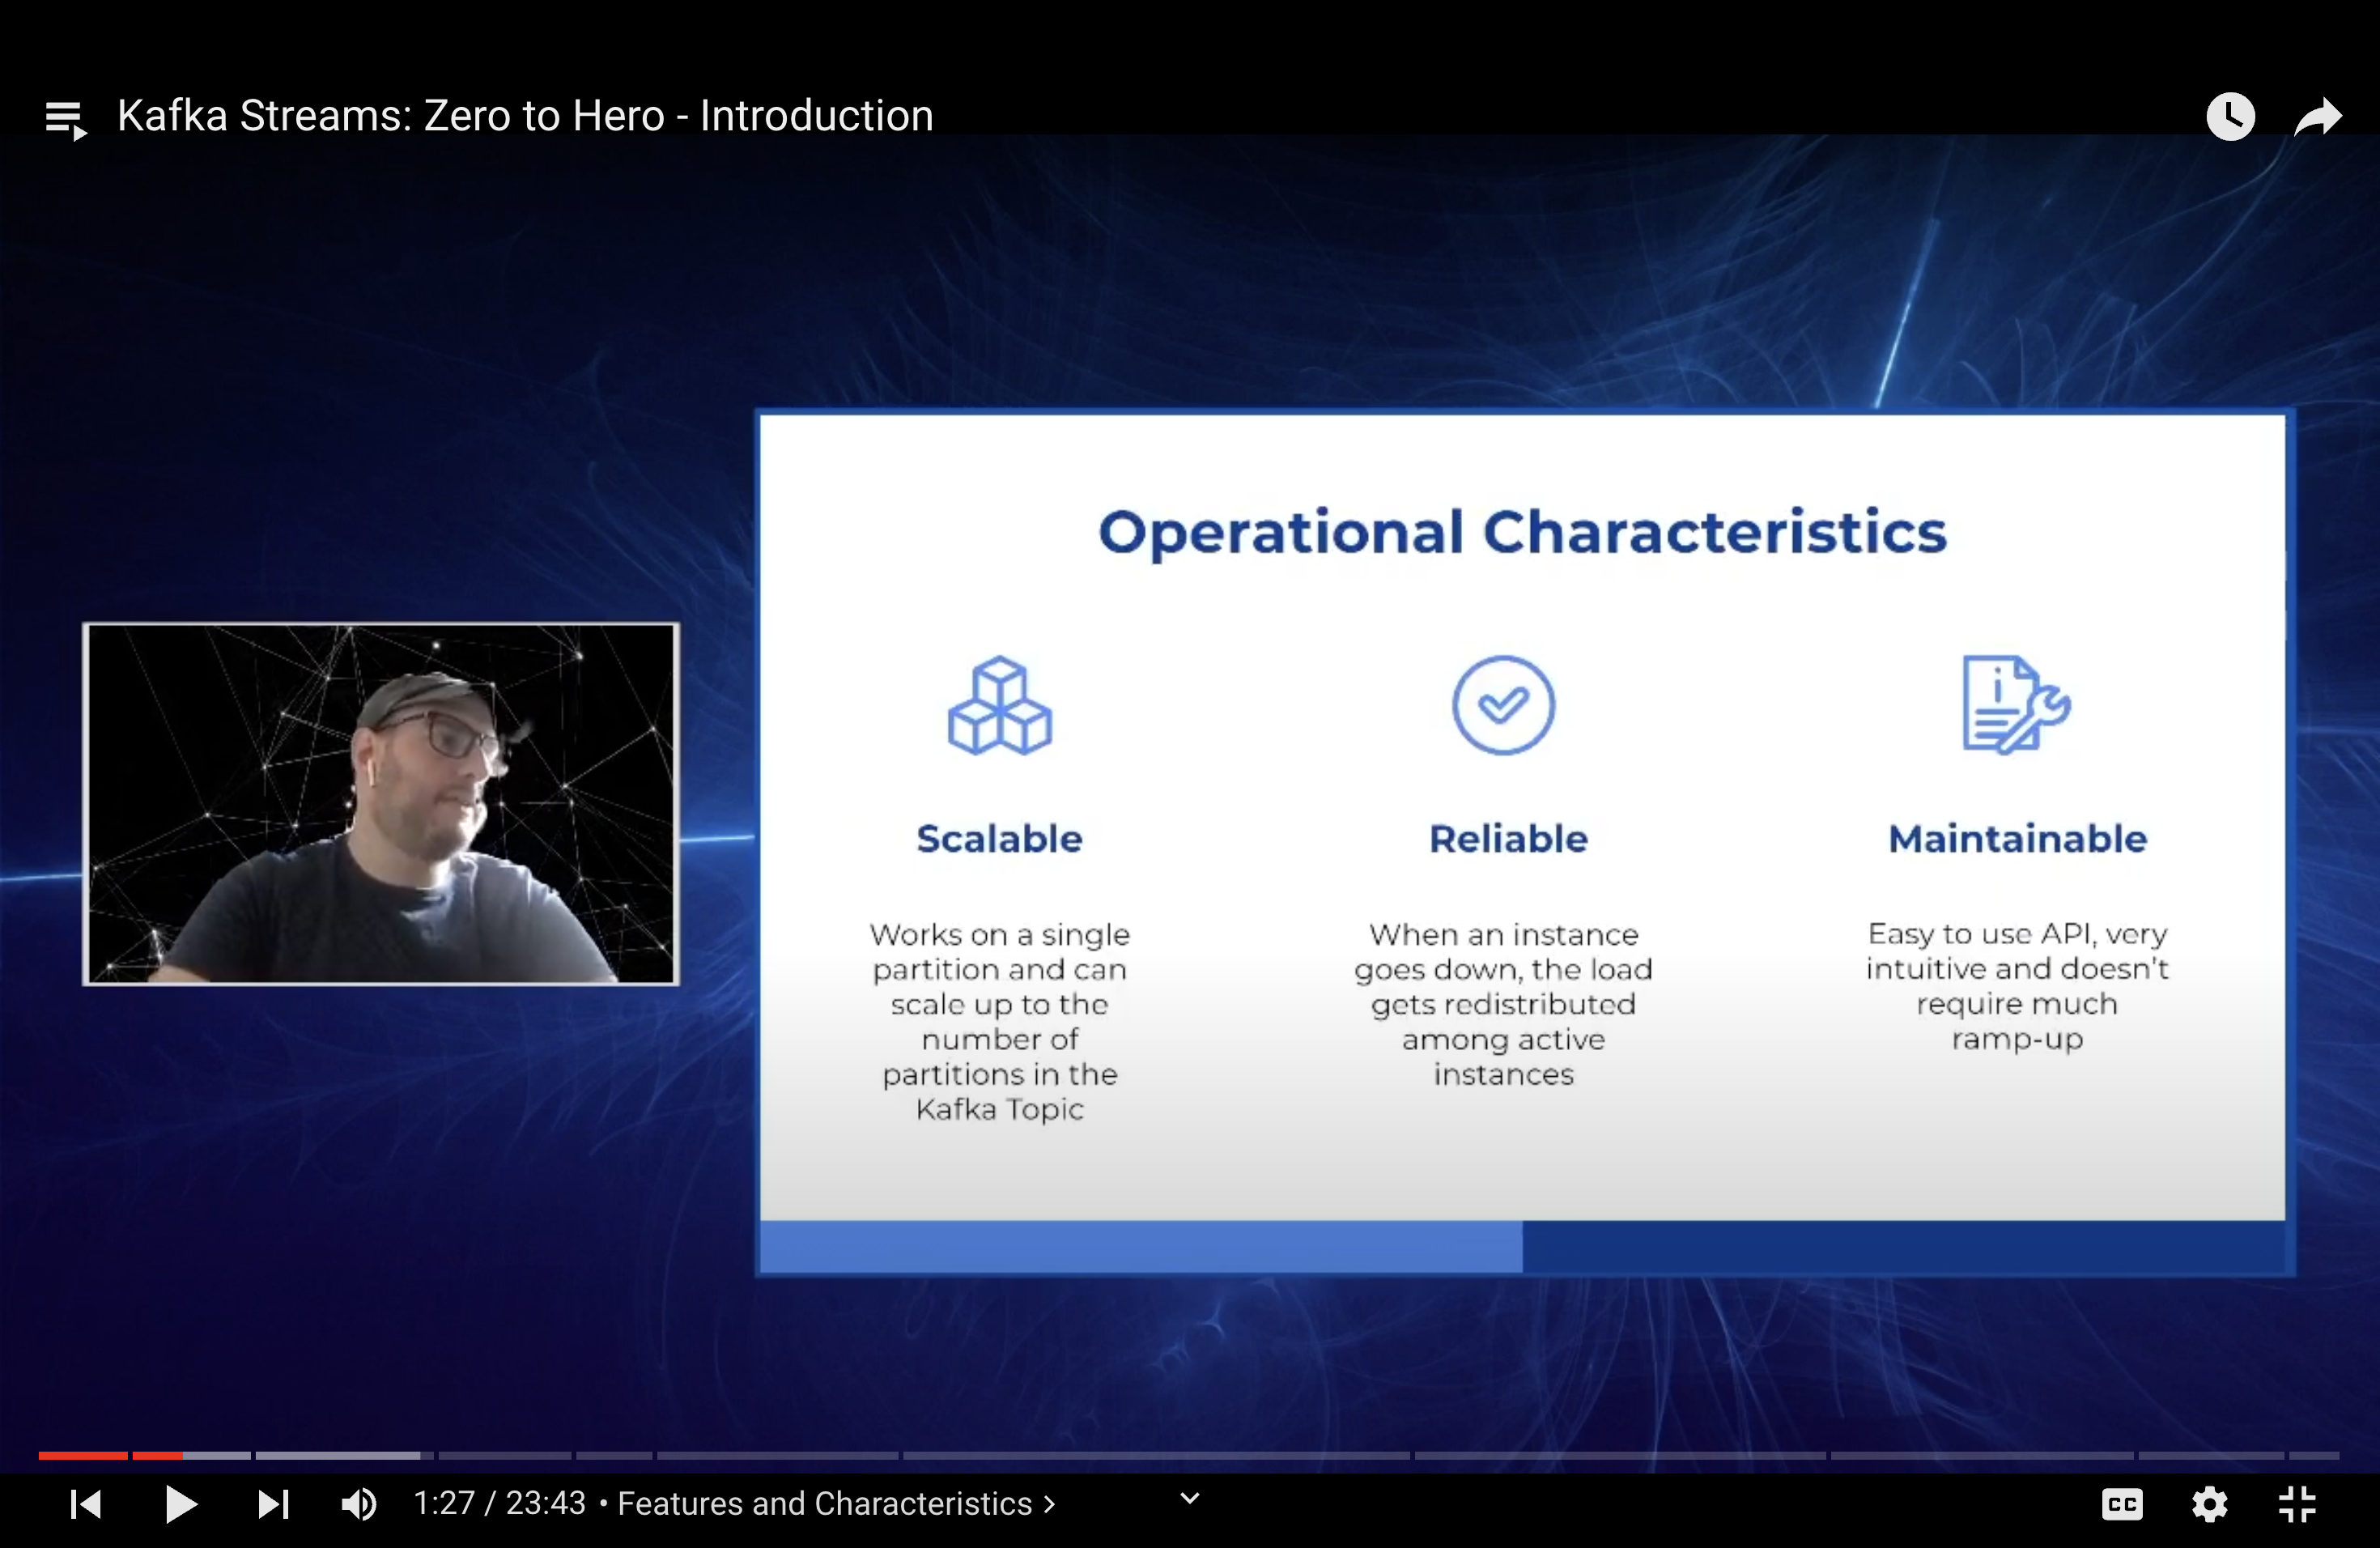 Kafka Streams: Zero to Hero - Introduction
Operational Characteristics
Scalable
Works on a single
partition and can
scale up to the
number of
partitions in the
Kafka Topic
Reliable
When an instance
goes down, the load
gets redistributed
among active
instances
Maintainable
Easy to use API, very
intuitive and doesn't
require much
ramp-up
1:27 / 23:43 • Features and Characteristics >
CC